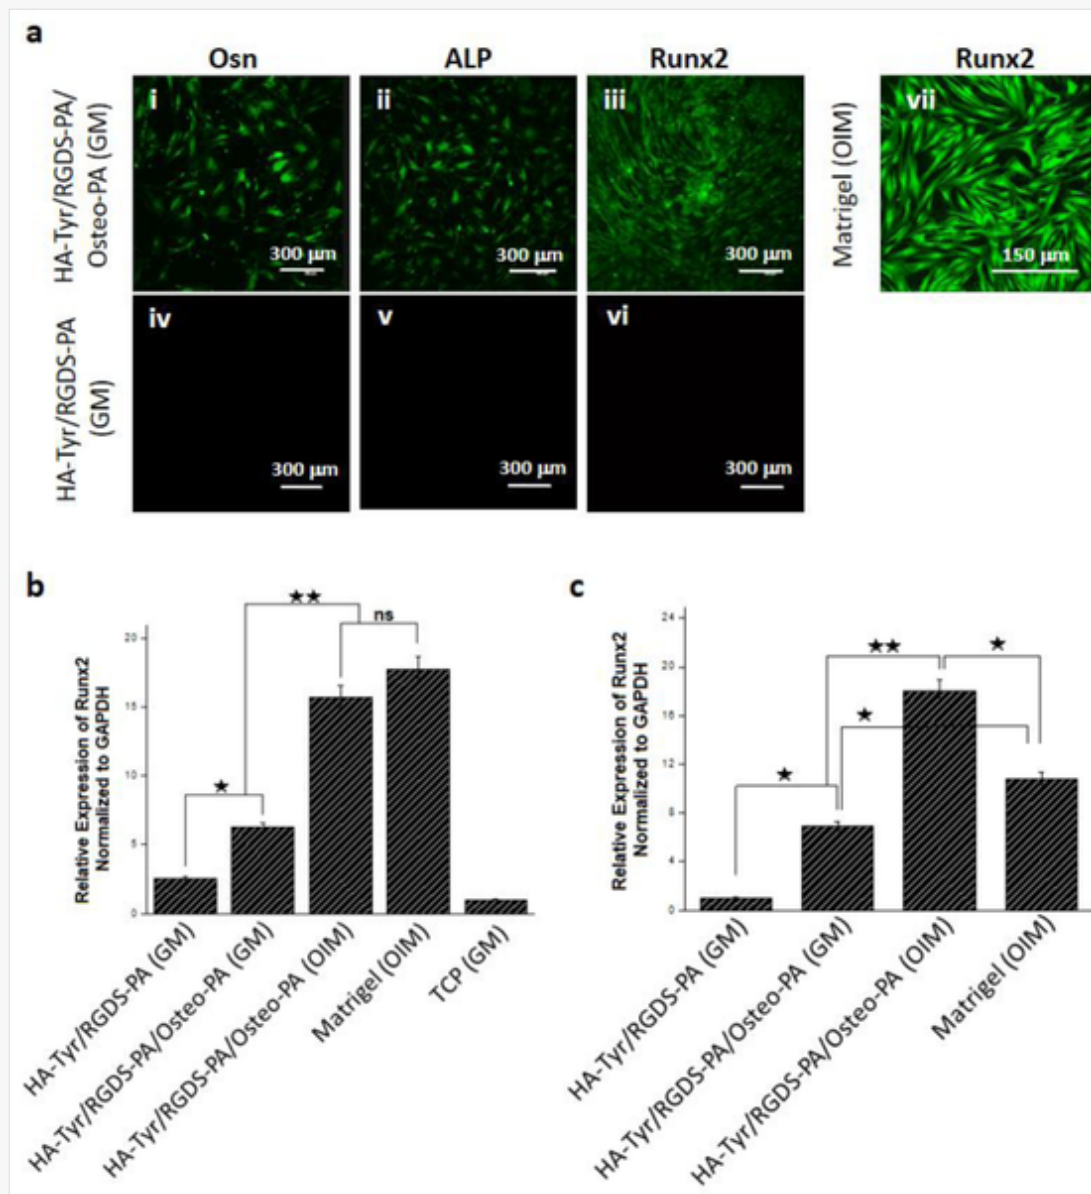 a
Osn ALP Runx2 Runx2
HA-Tyr/RGDS-PA/
Osteo-PA (GM)
i
300 µm
ii
300 µm
iii
300 µm
Matrigel (OIM)
vii
150 µm
HA-Tyr/RGDS-PA
(GM)
iv
300 µm
v
300 µm
vi
300 µm
b
Relative Expression of Runx2
Normalized to GAPDH
20
15
10
5
0
★
★★
ns
HA-Tyr/RGDS-PA (GM)
HA-Tyr/RGDS-PA/Osteo-PA (GM)
HA-Tyr/RGDS-PA/Osteo-PA (OIM)
Matrigel (OIM)
TCP (GM)
c
Relative Expression of Runx2
Normalized to GAPDH
24
20
16
12
8
4
0
★
★★
★
★
HA-Tyr/RGDS-PA (GM)
HA-Tyr/RGDS-PA/Osteo-PA (GM)
HA-Tyr/RGDS-PA/Osteo-PA (OIM)
Matrigel (OIM)